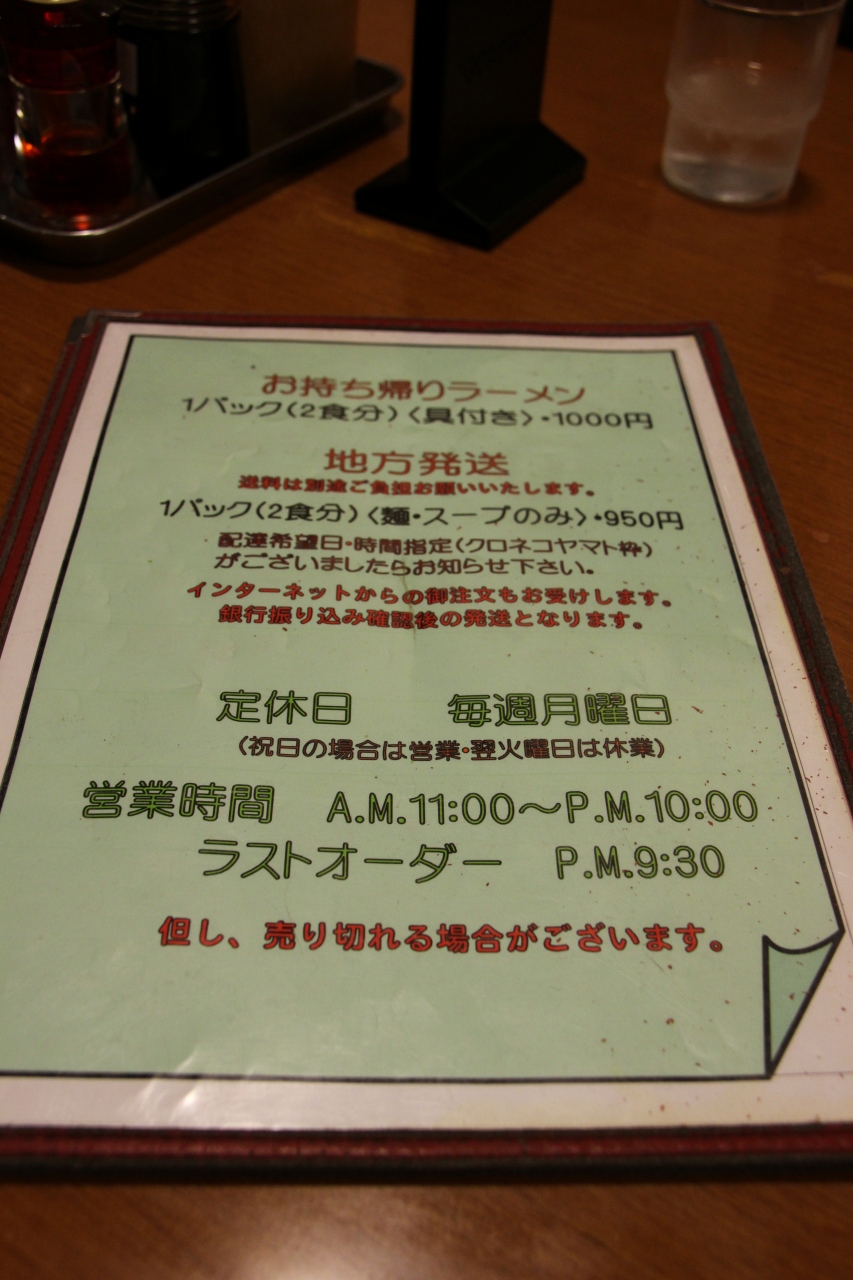 お持ち帰りラーメン
1パック(2食分)〈具付き〉・1000円
地方発送
送料は別途ご負担お願いいたします。
1パック(2食分)〈麺・スープのみ〉・950円
配達希望日・時間指定(クロネコヤマト枠)
がございましたらお知らせ下さい。
インターネットからの御注文もお受けします。
銀行振り込み確認後の発送となります。
定休日 毎週月曜日
(祝日の場合は営業・翌火曜日は休業)
営業時間 A.M.11:00～P.M.10:00
ラストオーダー P.M.9:30
但し、売り切れる場合がございます。